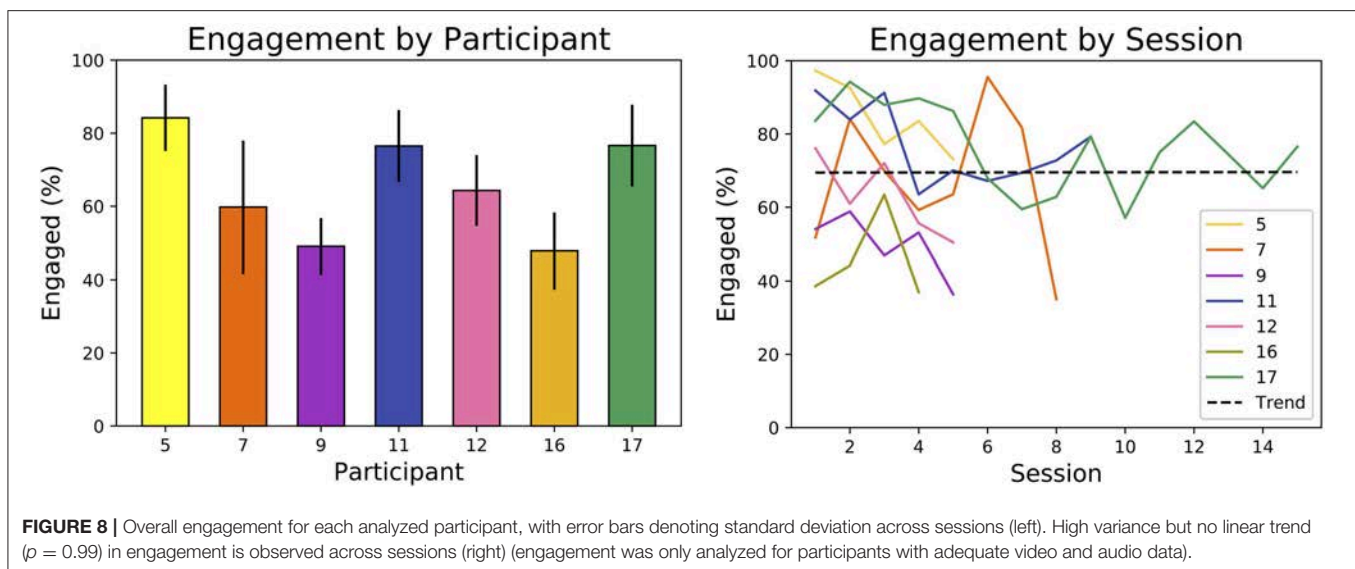 Engagement by Participant
100
80
60
40
20
0
Engaged (%)
5 7 9 11 12 16 17
Participant
Engagement by Session
100
80
60
40
20
0
Engaged (%)
2 4 6 8 10 12 14
Session
5
7
9
11
12
16
17
Trend
FIGURE 8 | Overall engagement for each analyzed participant, with error bars denoting standard deviation across sessions (left). High variance but no linear trend
(p = 0.99) in engagement is observed across sessions (right) (engagement was only analyzed for participants with adequate video and audio data).